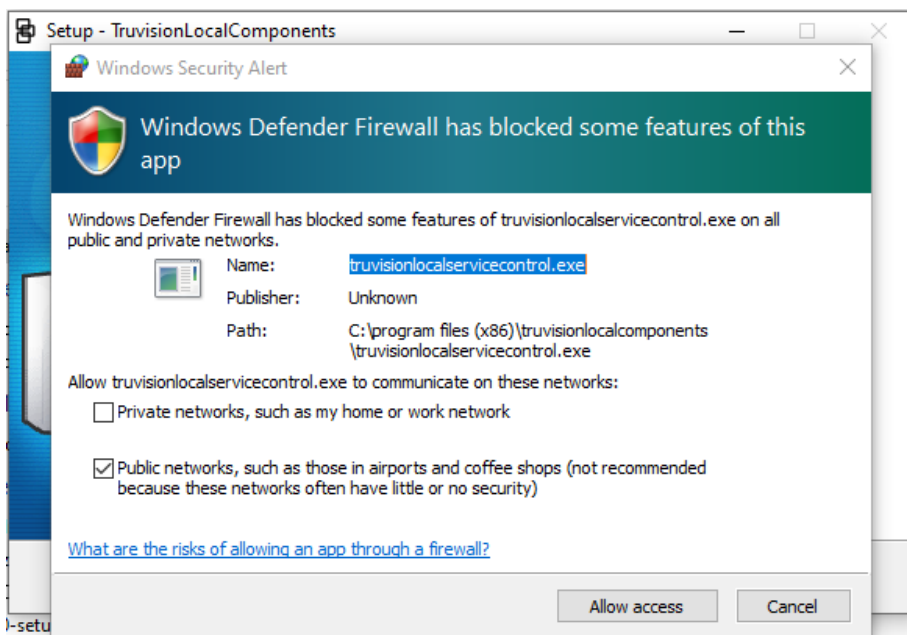 Setup - TruvisionLocalComponents
Windows Security Alert
Windows Defender Firewall has blocked some features of this
app
Windows Defender Firewall has blocked some features of truvisionlocalservicecontrol.exe on all
public and private networks.
Name: truvisionlocalservicecontrol.exe
Publisher: Unknown
Path: C:\program files (x86)\truvisionlocalcomponents
\truvisionlocalservicecontrol.exe
Allow truvisionlocalservicecontrol.exe to communicate on these networks:
Private networks, such as my home or work network
Public networks, such as those in airports and coffee shops (not recommended
because these networks often have little or no security)
What are the risks of allowing an app through a firewall?
Allow access
Cancel
-setu